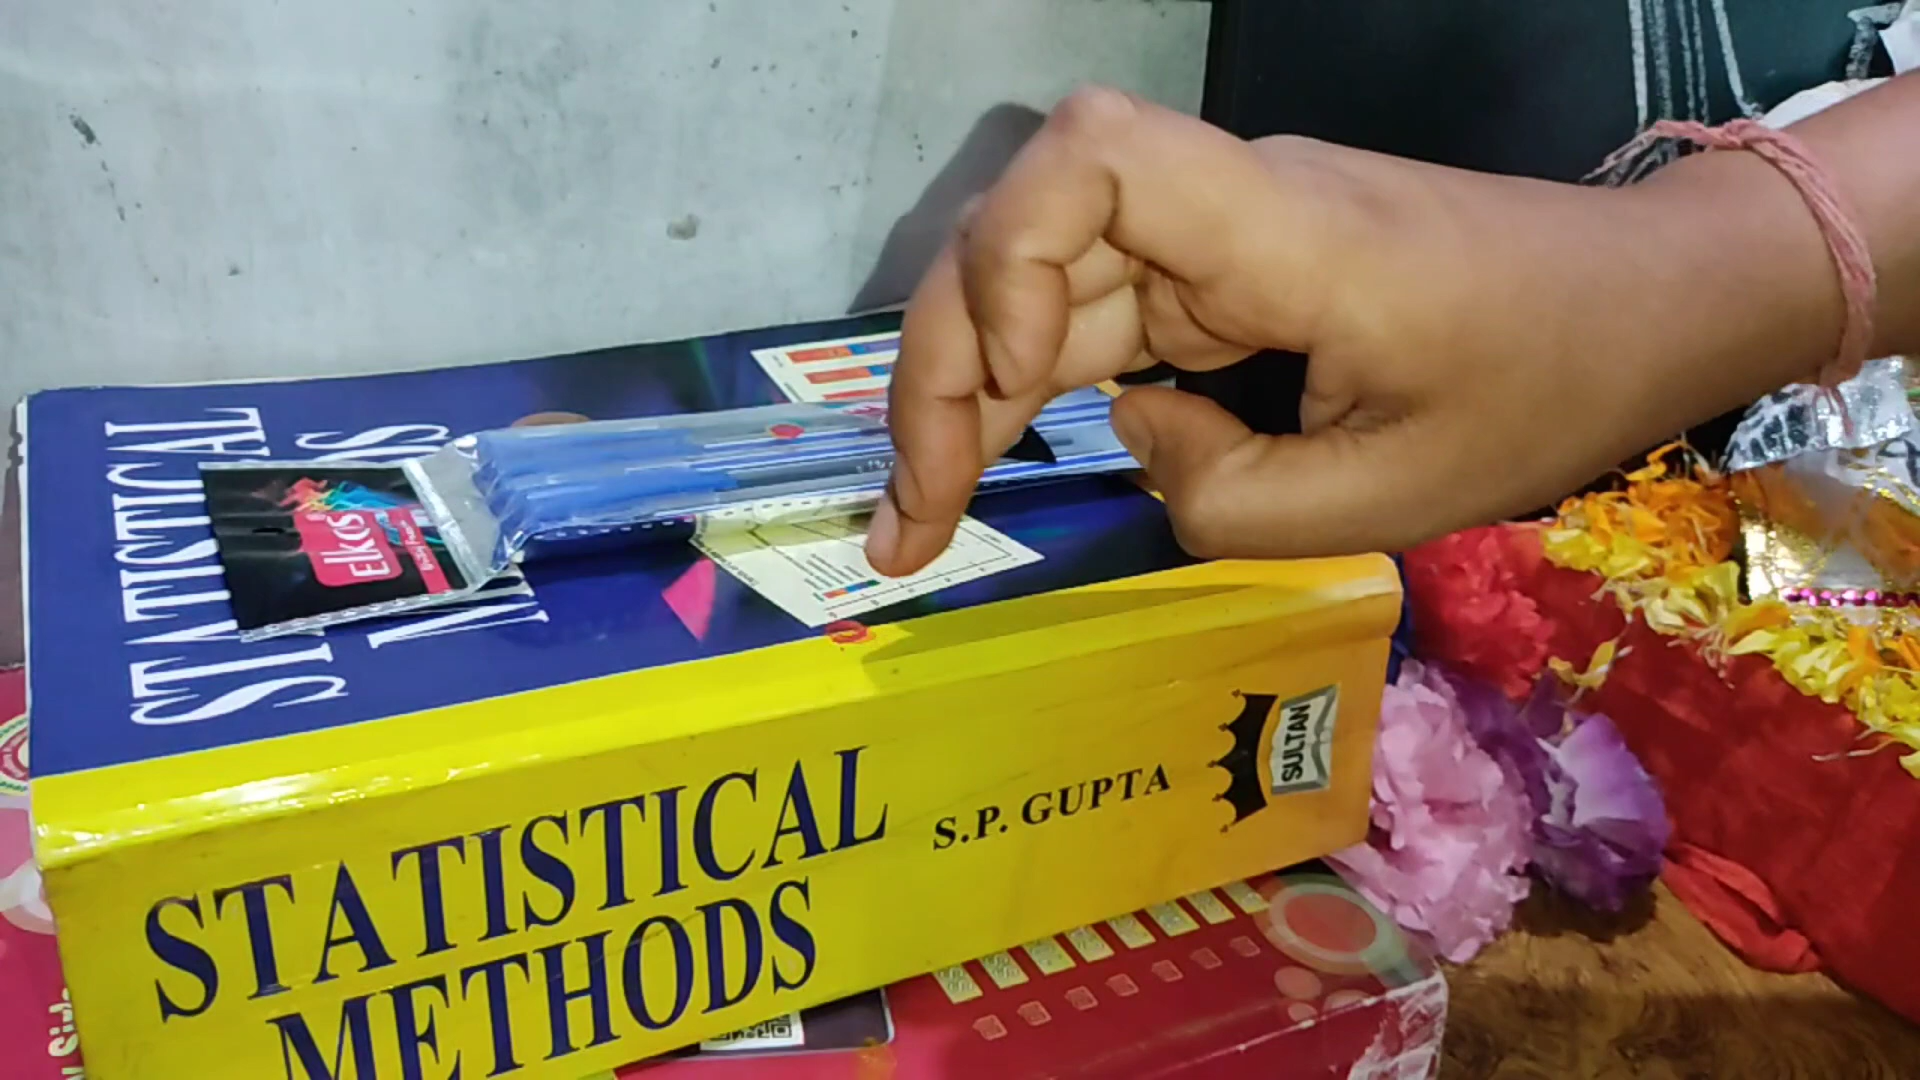 STATISTICAL
elkos
STATISTICAL
METHODS
S.P. GUPTA
SULTAN